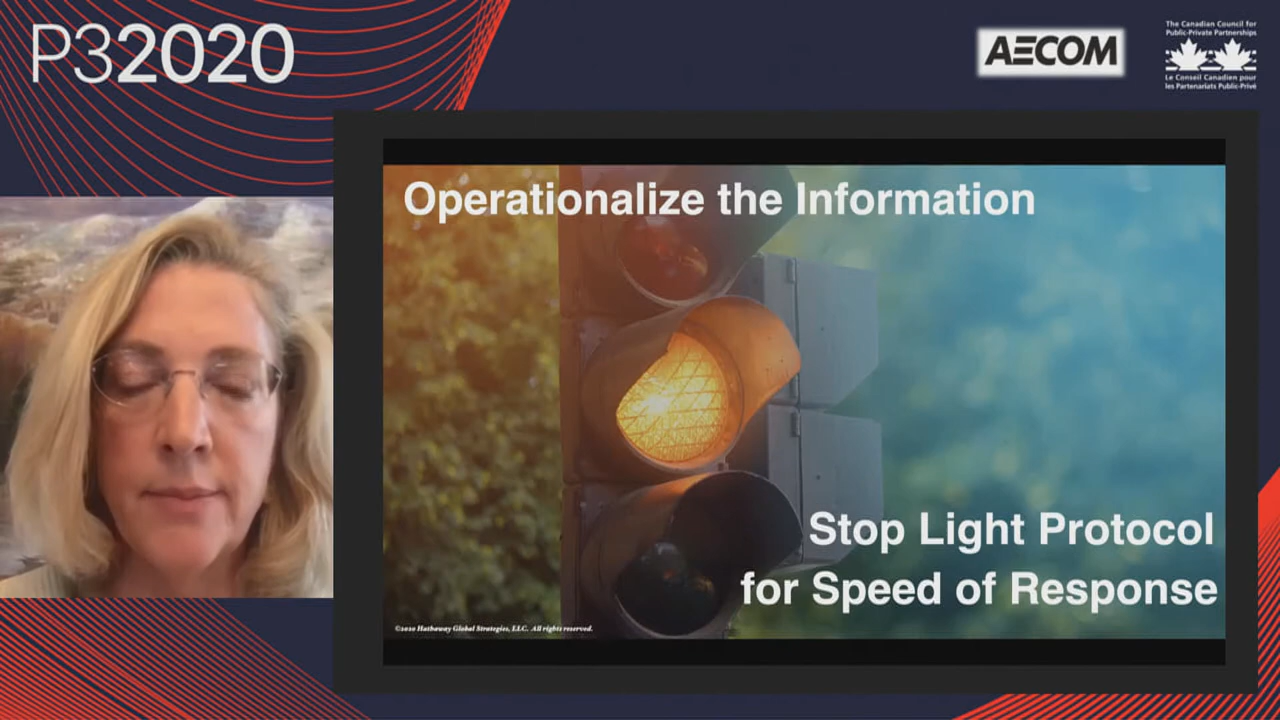 P32020
AECOM
The Canadian Council for
Public-Private Partnerships
Le Conseil Canadien pour
les Partenariats Public-Privé
Operationalize the Information
Stop Light Protocol
for Speed of Response
©2020 Hathaway Global Strategies, LLC. All rights reserved.